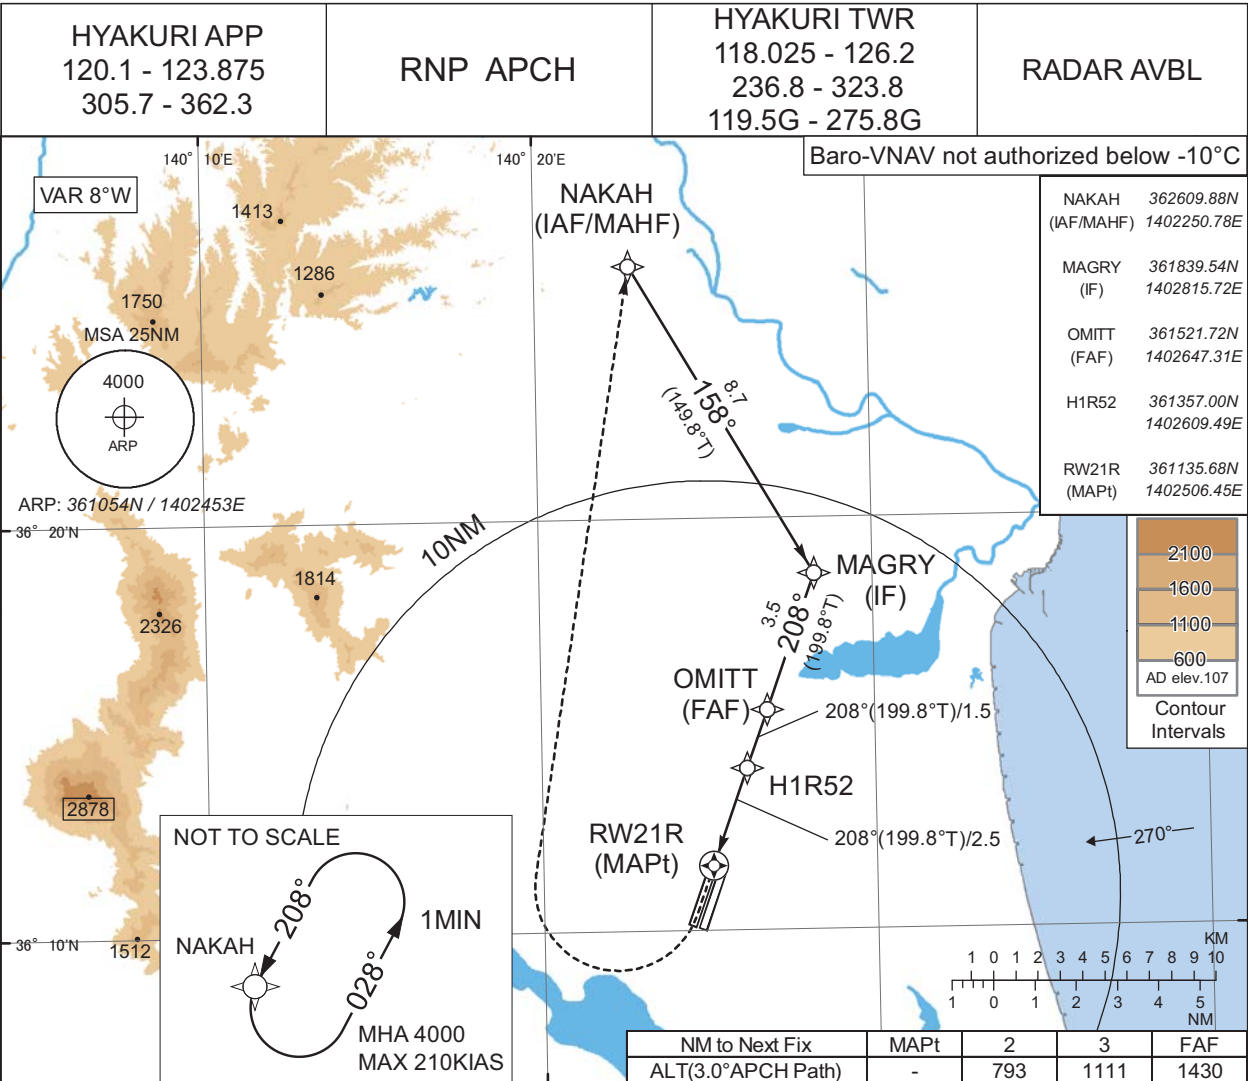 HYAKURI APP
120.1 - 123.875
305.7 - 362.3
RNP APCH
HYAKURI TWR
118.025 - 126.2
236.8 - 323.8
119.5G - 275.8G
RADAR AVBL
140° 10'E
140° 20'E
Baro-VNAV not authorized below -10°C
VAR 8°W
NAKAH
(IAF/MAHF)
1413
1286
1750
MSA 25NM
4000
ARP
ARP: 361054N / 1402453E
NAKAH 362609.88N
(IAF/MAHF) 1402250.78E
MAGRY 361839.54N
(IF) 1402815.72E
OMITT 361521.72N
(FAF) 1402647.31E
H1R52 361357.00N
1402609.49E
RW21R 361135.68N
(MAPt) 1402506.45E
8.7
158°
(149.8°T)
36° 20'N
10NM
MAGRY
(IF)
1814
2326
3.5
208°
(199.8°T)
2100
1600
1100
600
AD elev.107
Contour
Intervals
OMITT
(FAF)
208°(199.8°T)/1.5
H1R52
2878
RW21R
(MAPt)
208°(199.8°T)/2.5
270°
NOT TO SCALE
208°
1MIN
NAKAH
028°
MHA 4000
MAX 210KIAS
36° 10'N
1512
KM
1 0 1 2 3 4 5 6 7 8 9 10
1 0 1 2 3 4 5
NM
NM to Next Fix MAPt 2 3 FAF
ALT(3.0°APCH Path) - 793 1111 1430